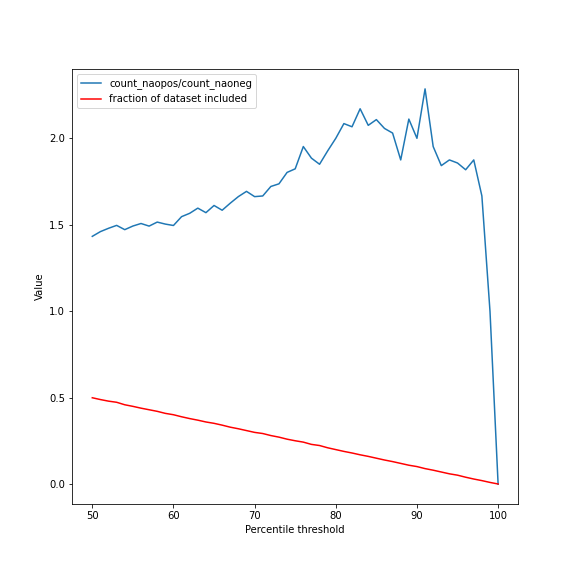 count_naopos/count_naoneg
fraction of dataset included
2.0
1.5
1.0
0.5
0.0
Value
50 60 70 80 90 100
Percentile threshold